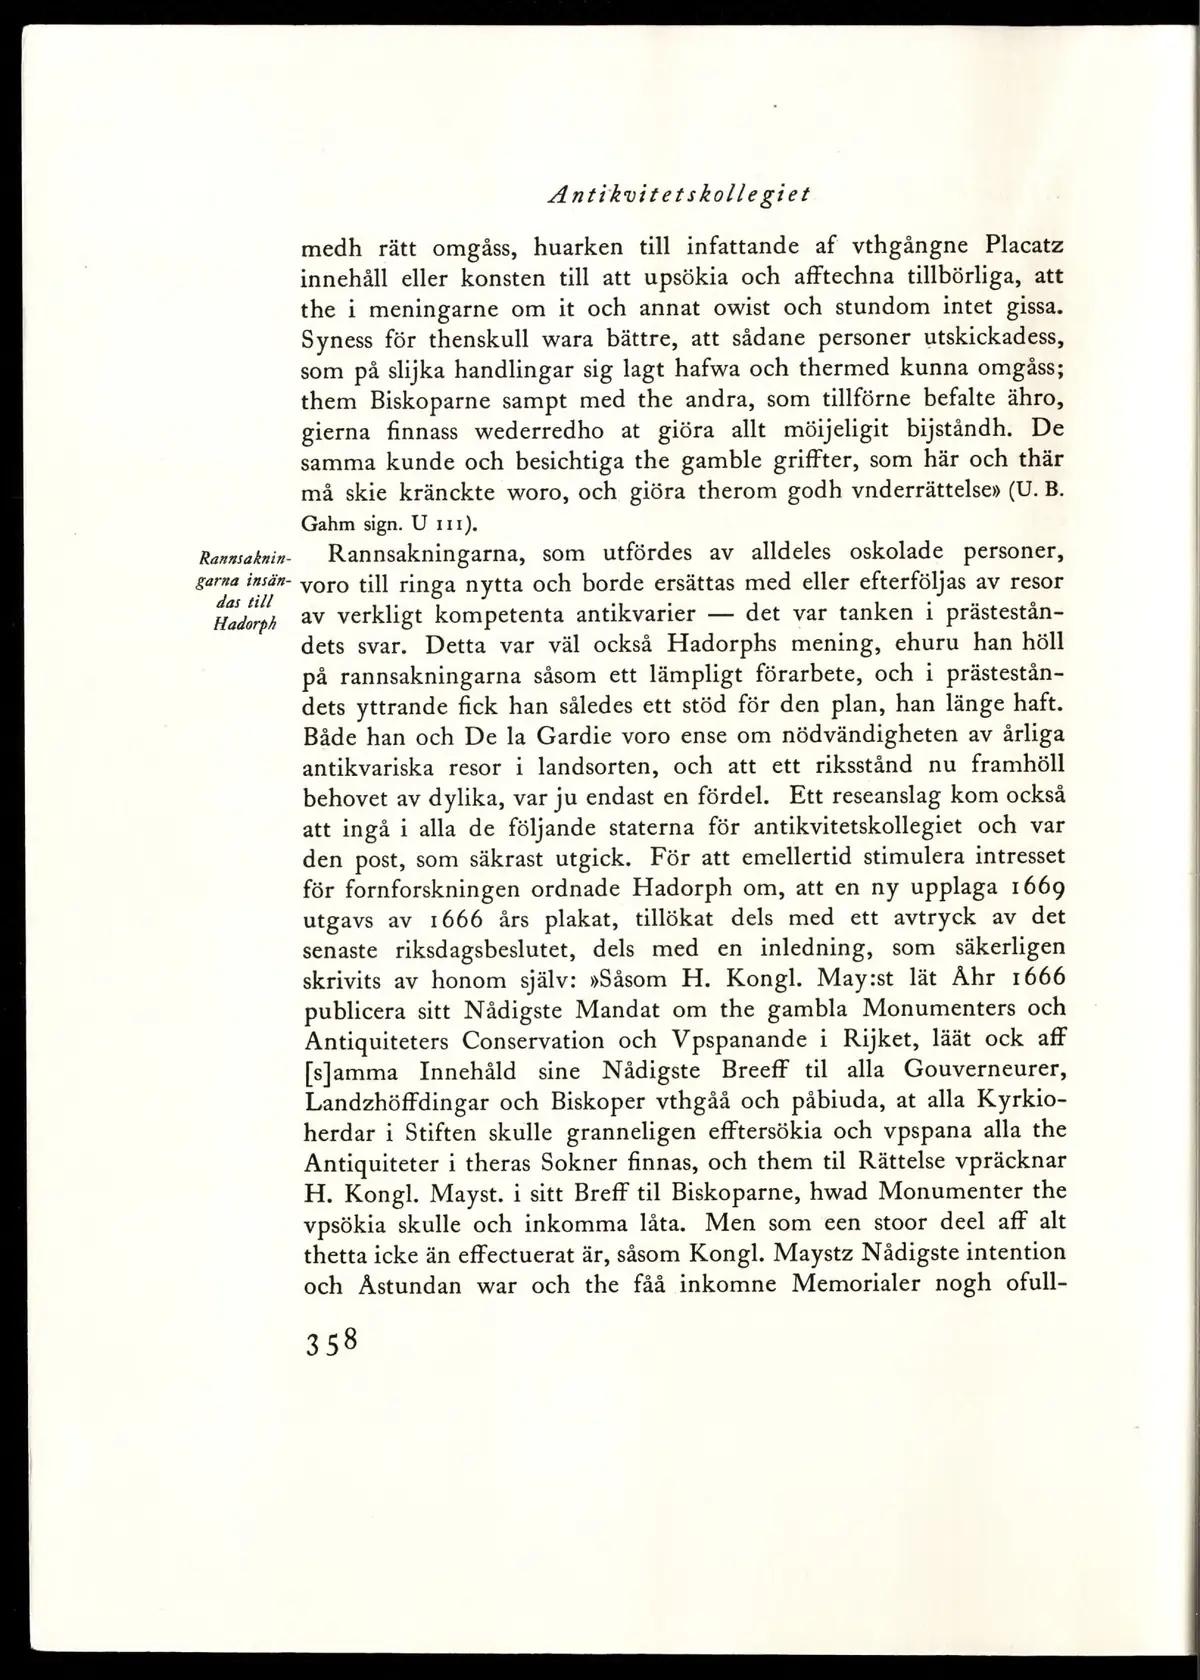 Antikvitetskollegiet
medh rätt omgåss, huarken till infattande af vthgångne Placatz
innehåll eller konsten till att upsökia och afftechna tillbörliga, att
the i meningarne om it och annat owist och stundom intet gissa.
Syness för thenskull wara bättre, att sådane personer utskickadess,
som på slijka handlingar sig lagt hafwa och thermed kunna omgåss;
them Biskoparne sampt med the andra, som tillförne befalte ähro,
gierna finnass wederredho at giöra allt möijeligit bijståndh. De
samma kunde och besichtiga the gamble griffter, som här och thär
må skie kränckte woro, och giöra therom godh vnderrättelse» (U. B.
Gahm sign. U 111).
Rannsaknin-
garna insän-
das till
Hadorph
Rannsakningarna, som utfördes av alldeles oskolade personer,
voro till ringa nytta och borde ersättas med eller efterföljas av resor
av verkligt kompetenta antikvarier — det var tanken i prästestån-
dets svar. Detta var väl också Hadorphs mening, ehuru han höll
på rannsakningarna såsom ett lämpligt förarbete, och i prästestån-
dets yttrande fick han således ett stöd för den plan, han länge haft.
Både han och De la Gardie voro ense om nödvändigheten av årliga
antikvariska resor i landsorten, och att ett riksstånd nu framhöll
behovet av dylika, var ju endast en fördel. Ett reseanslag kom också
att ingå i alla de följande staterna för antikvitetskollegiet och var
den post, som säkrast utgick. För att emellertid stimulera intresset
för fornforskningen ordnade Hadorph om, att en ny upplaga 1669
utgavs av 1666 års plakat, tillökat dels med ett avtryck av det
senaste riksdagsbeslutet, dels med en inledning, som säkerligen
skrivits av honom själv: »Såsom H. Kongl. May:st lät Åhr 1666
publicera sitt Nådigste Mandat om the gambla Monumenters och
Antiquiteters Conservation och Vpspanande i Rijket, läät ock aff
[s]amma Innehåld sine Nådigste Breeff til alla Gouverneurer,
Landzhöffdingar och Biskoper vthgåå och påbiuda, at alla Kyrkio-
herdar i Stiften skulle granneligen efftersökia och vpspana alla the
Antiquiteter i theras Sokner finnas, och them til Rättelse vpräcknar
H. Kongl. Mayst. i sitt Breff til Biskoparne, hwad Monumenter the
vpsökia skulle och inkomma låta. Men som een stoor deel aff alt
thetta icke än effectuerat är, såsom Kongl. Maystz Nådigste intention
och Åstundan war och the fåå inkomne Memorialer nogh ofull-
358